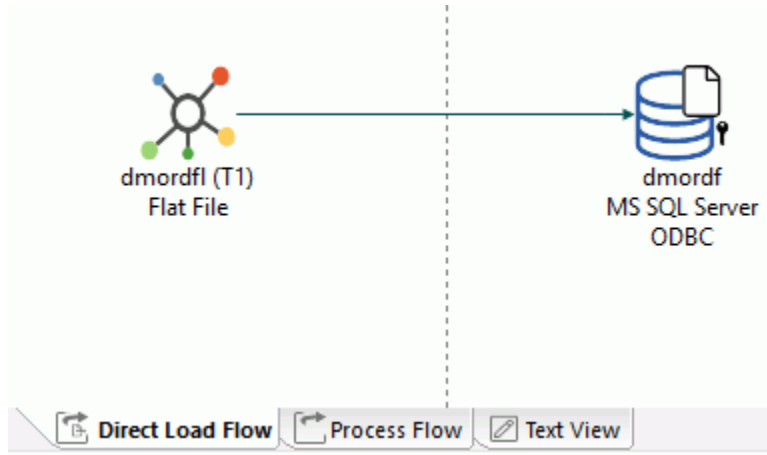 dmordfl (T1)
Flat File
dmordf
MS SQL Server
ODBC
Direct Load Flow
Process Flow
Text View